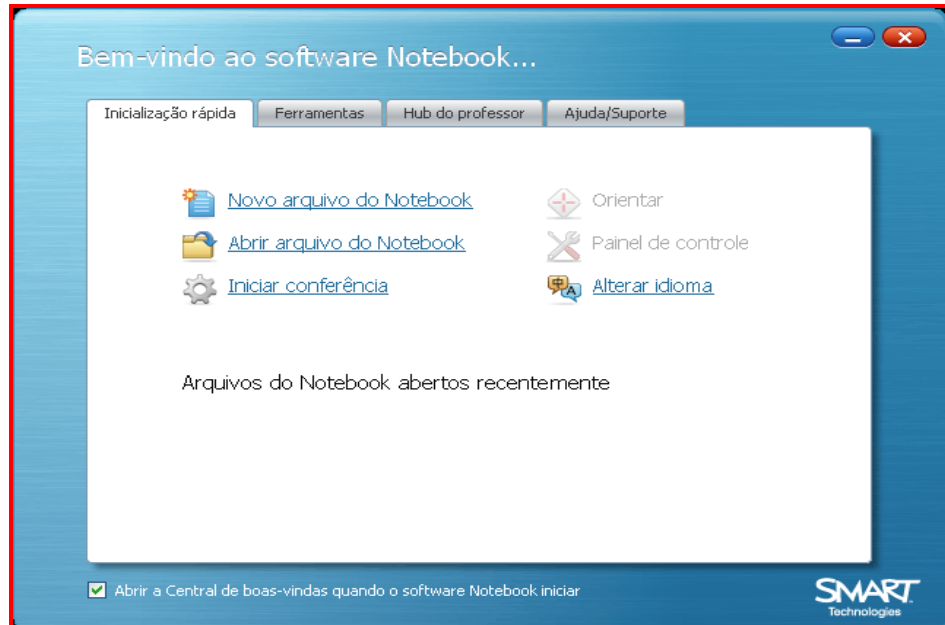 Bem-vindo ao software Notebook...
Inicialização rápida Ferramentas Hub do professor Ajuda/Suporte
Novo arquivo do Notebook Orientar
Abrir arquivo do Notebook Painel de controle
Iniciar conferência Alterar idioma
Arquivos do Notebook abertos recentemente
Abrir a Central de boas-vindas quando o software Notebook iniciar
SMART
Technologies